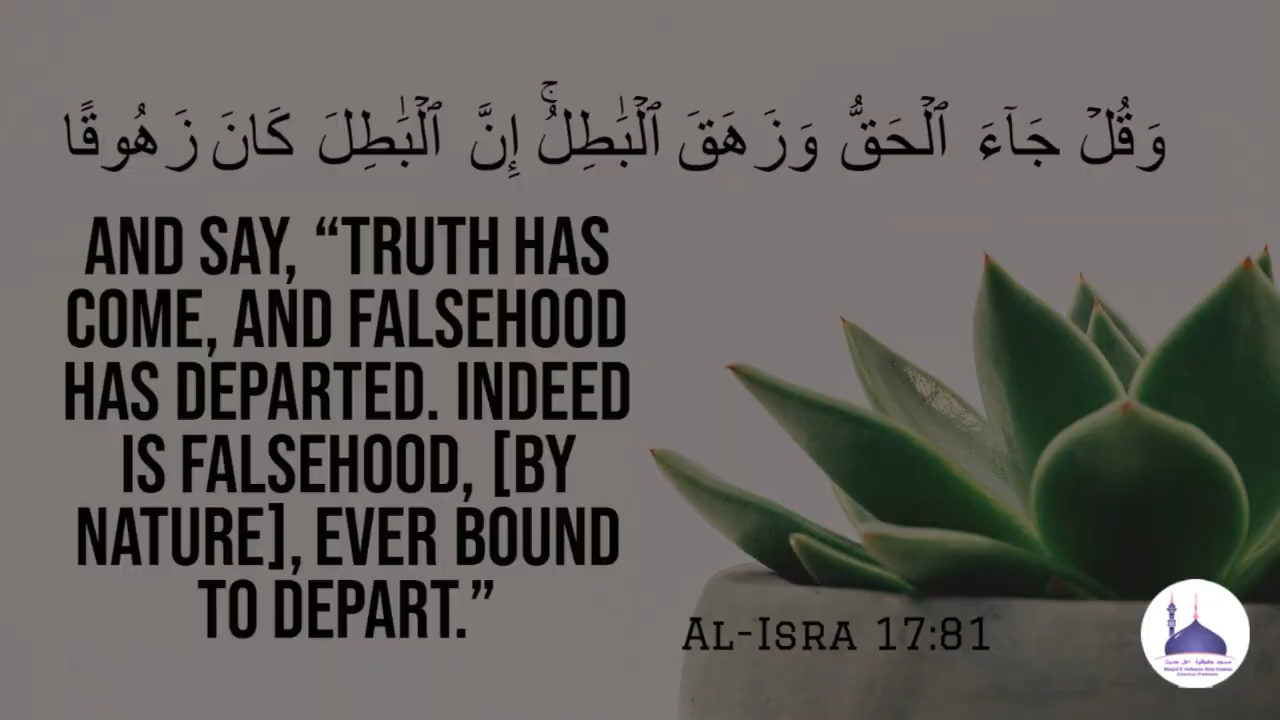 وَقُلۡ جَآءَ ٱلۡحَقُّ وَزَهَقَ ٱلۡبَٰطِلُۚ إِنَّ ٱلۡبَٰطِلَ كَانَ زَهُوقٗا
AND SAY, “TRUTH HAS
COME, AND FALSEHOOD
HAS DEPARTED. INDEED
IS FALSEHOOD, [BY
NATURE], EVER BOUND
TO DEPART.”
AL-ISRA 17:81